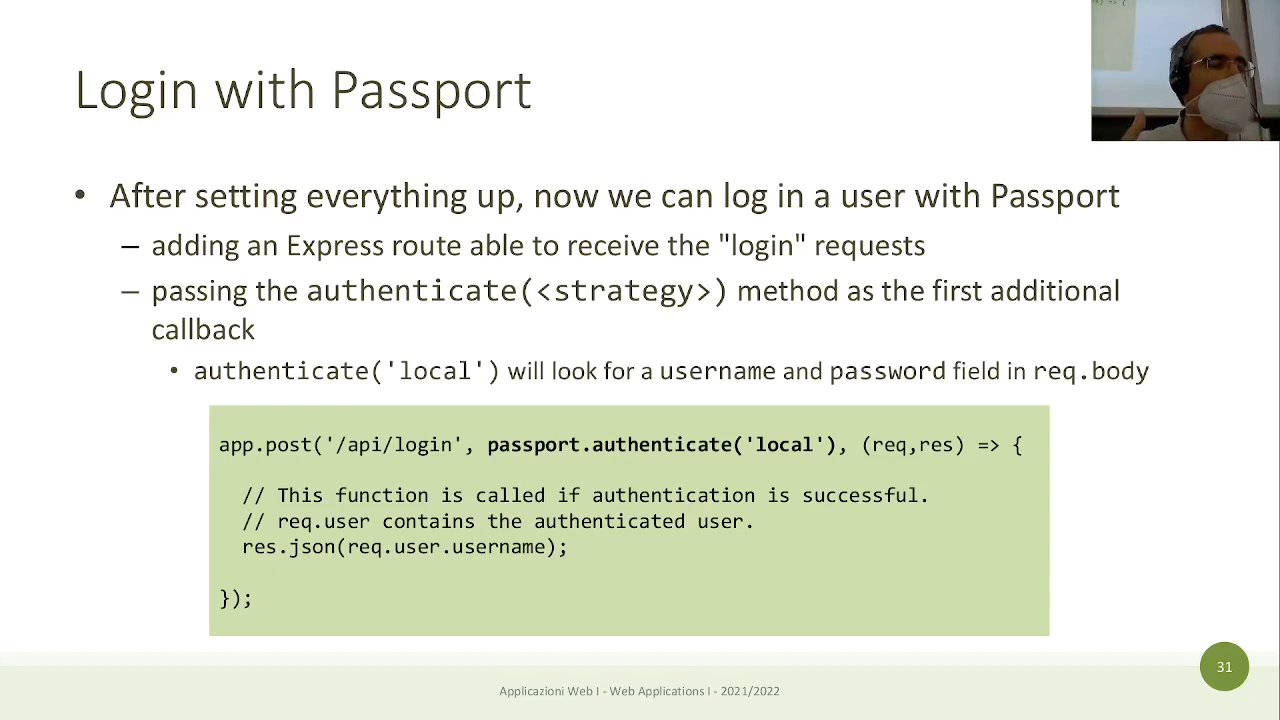 Login with Passport
• After setting everything up, now we can log in a user with Passport
– adding an Express route able to receive the "login" requests
– passing the authenticate(<strategy>) method as the first additional
callback
• authenticate('local') will look for a username and password field in req.body
app.post('/api/login', passport.authenticate('local'), (req,res) => {
// This function is called if authentication is successful.
// req.user contains the authenticated user.
res.json(req.user.username);
});
31
Applicazioni Web I - Web Applications I - 2021/2022